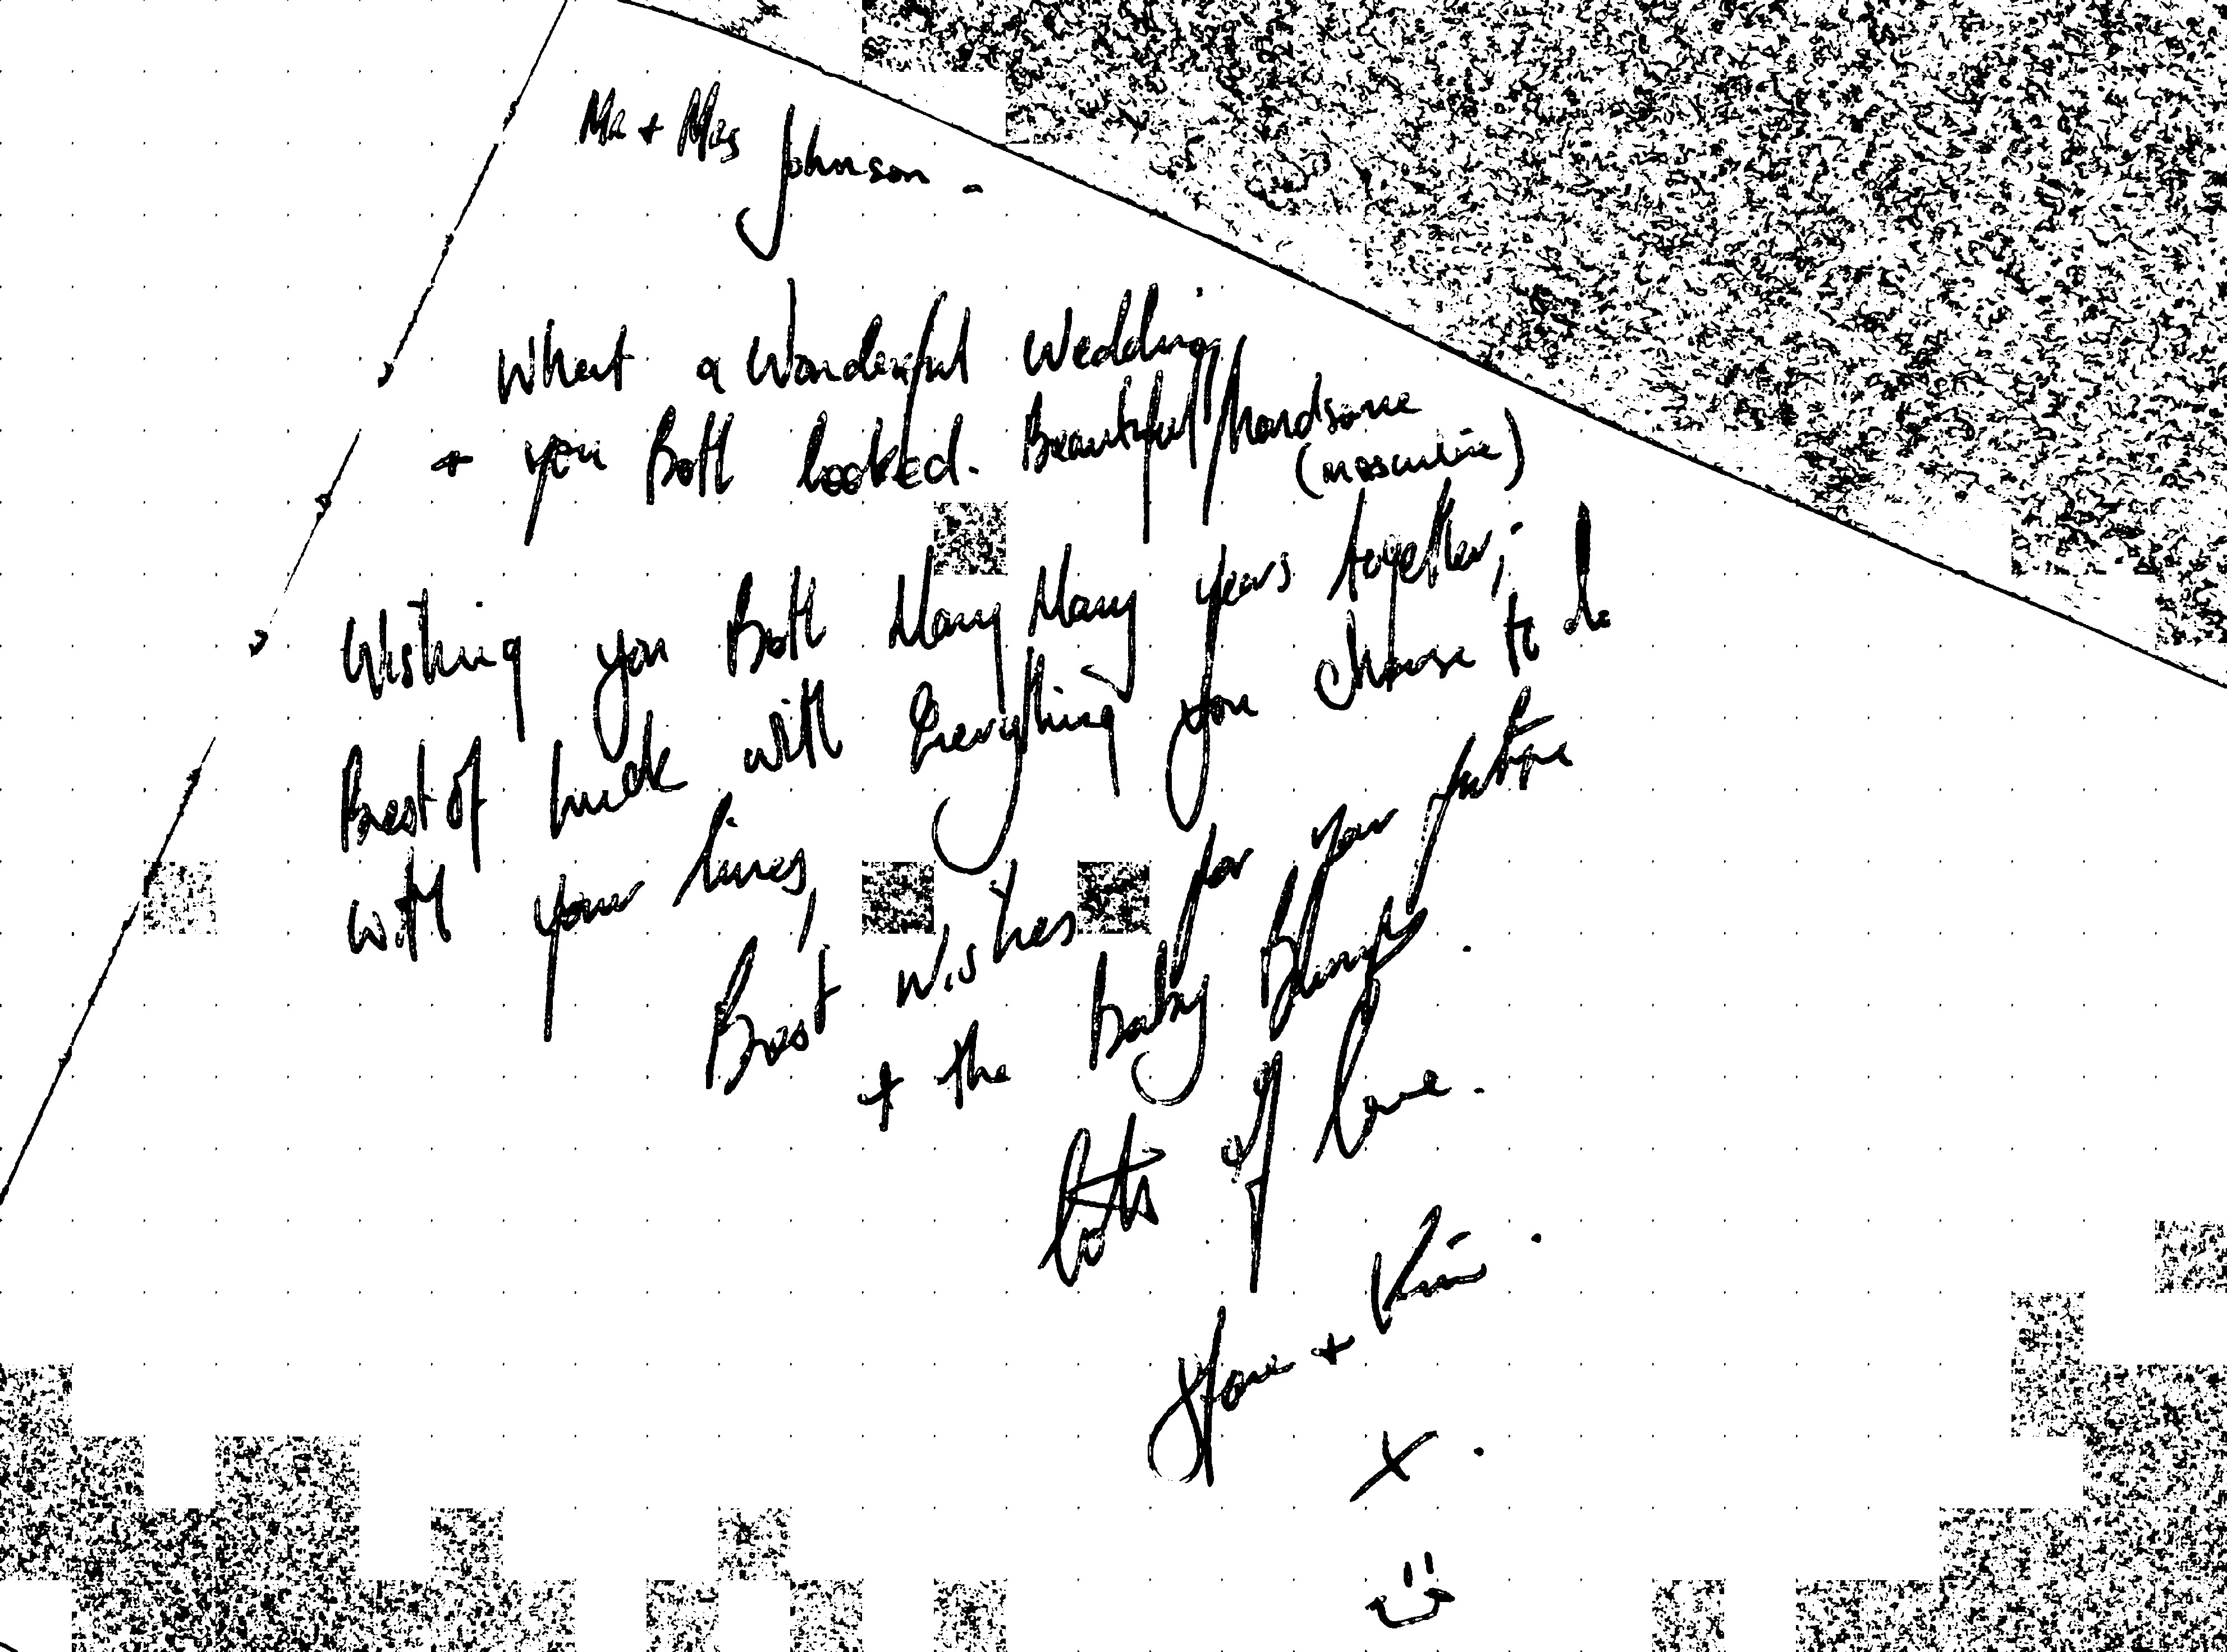 Mr + Mrs Johnson -
What a Wonderful Wedding
+ you Both looked. Beautiful/handsome
(masculine)
Wishing you Both Many Many years together;
Best of luck with Everything you choose to do
with your lives,
Best wishes for your future
+ the baby Bump.
lots of love.
+ Kim.
x.